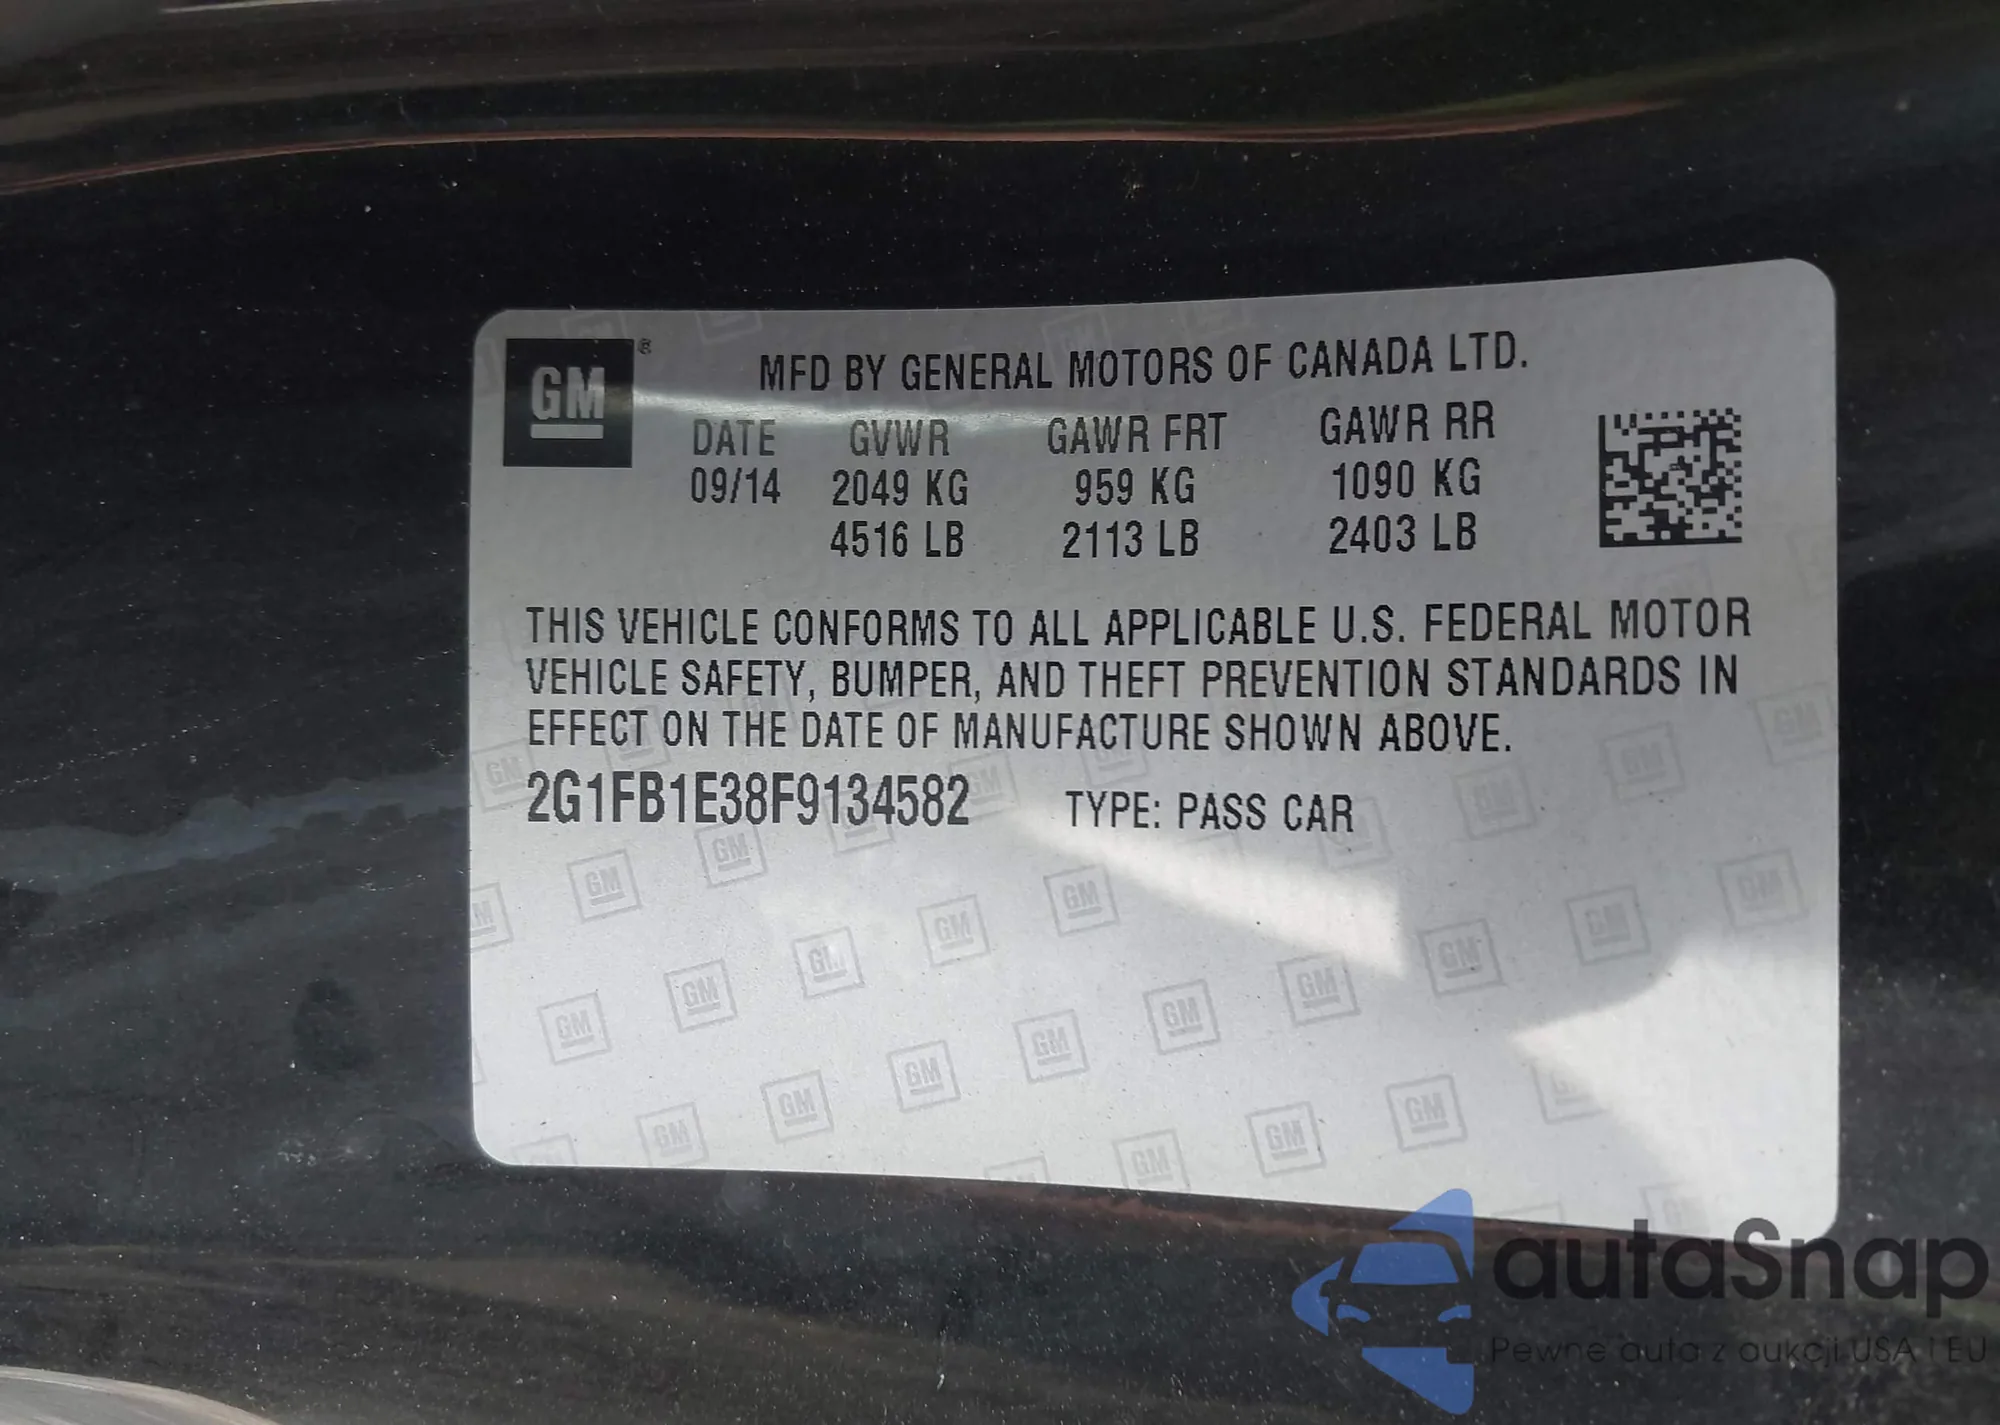 GM ®
MFD BY GENERAL MOTORS OF CANADA LTD.
DATE GVWR GAWR FRT GAWR RR
09/14 2049 KG 959 KG 1090 KG
4516 LB 2113 LB 2403 LB
THIS VEHICLE CONFORMS TO ALL APPLICABLE U.S. FEDERAL MOTOR
VEHICLE SAFETY, BUMPER, AND THEFT PREVENTION STANDARDS IN
EFFECT ON THE DATE OF MANUFACTURE SHOWN ABOVE.
2G1FB1E38F9134582 TYPE: PASS CAR
autaSnap
Pewne auta z aukcji USA i EU